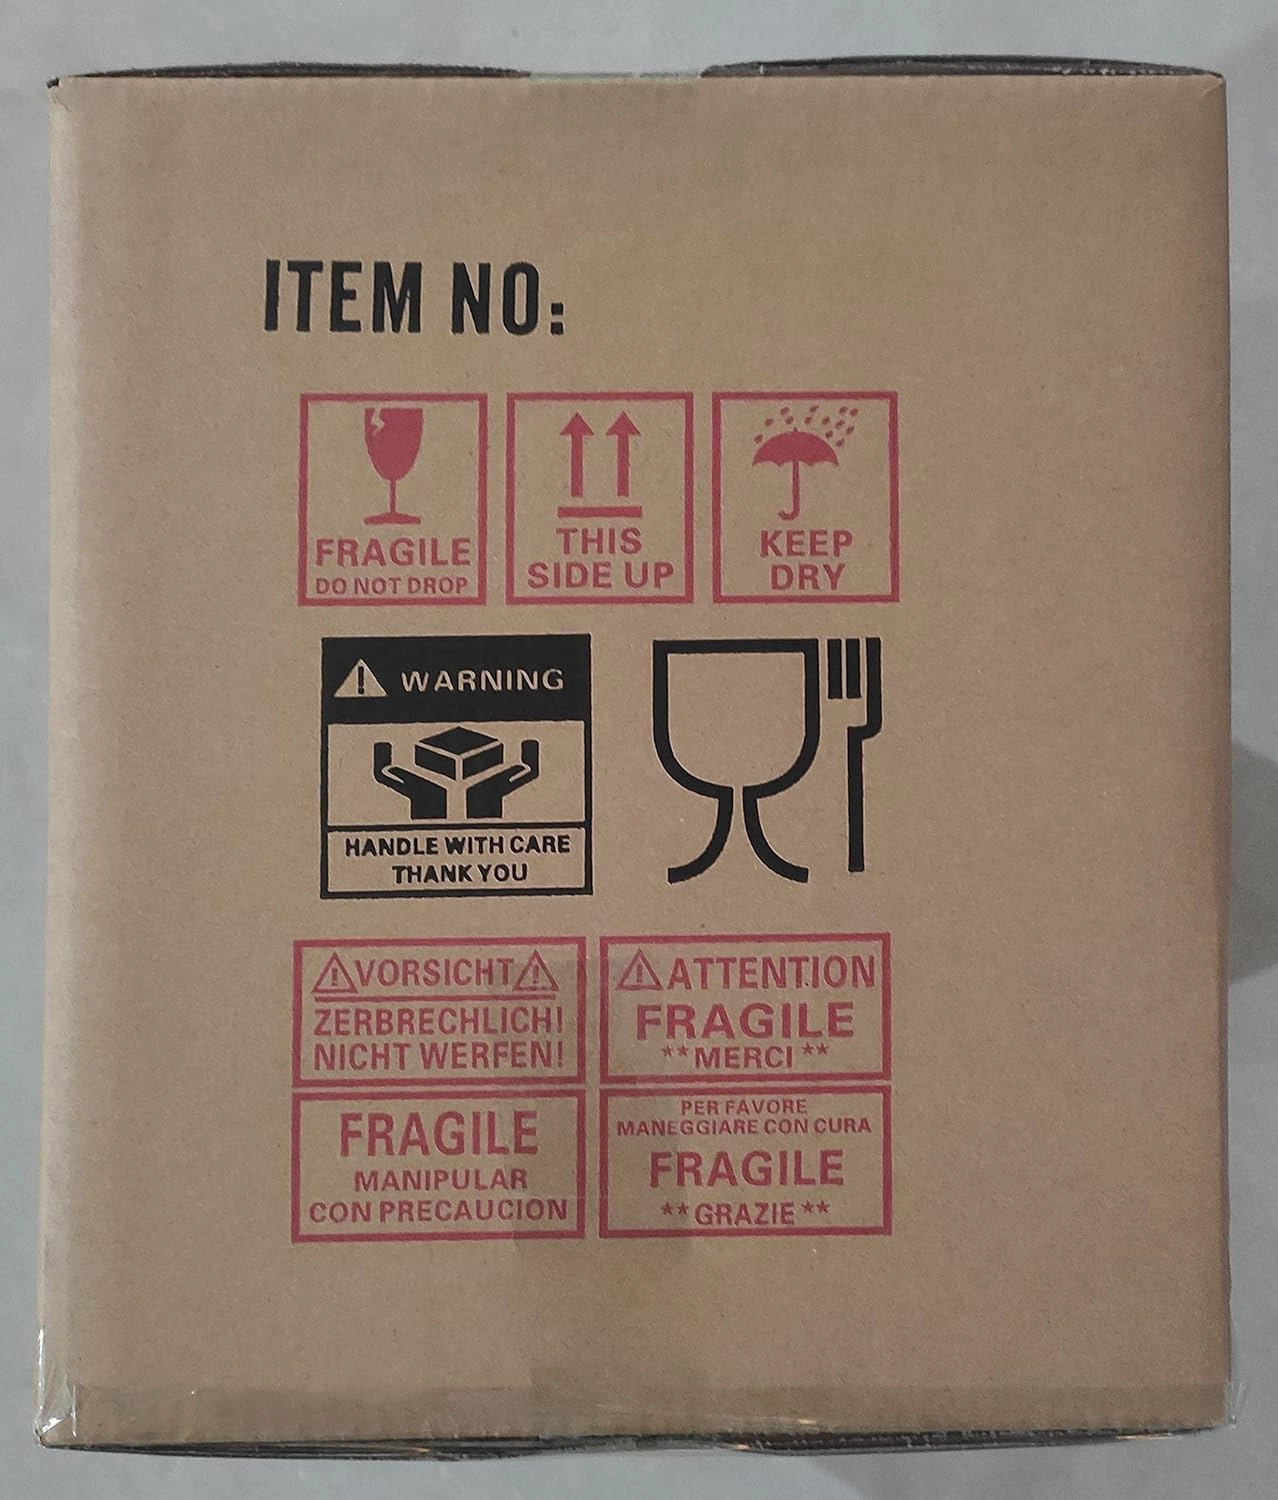 ITEM NO:
FRAGILE
DO NOT DROP
THIS
SIDE UP
KEEP
DRY
WARNING
HANDLE WITH CARE
THANK YOU
VORSICHT
ZERBRECHLICH!
NICHT WERFEN!
ATTENTION
FRAGILE
**MERCI**
FRAGILE
MANIPULAR
CON PRECAUCION
PER FAVORE
MANEGGIARE CON CURA
FRAGILE
**GRAZIE**